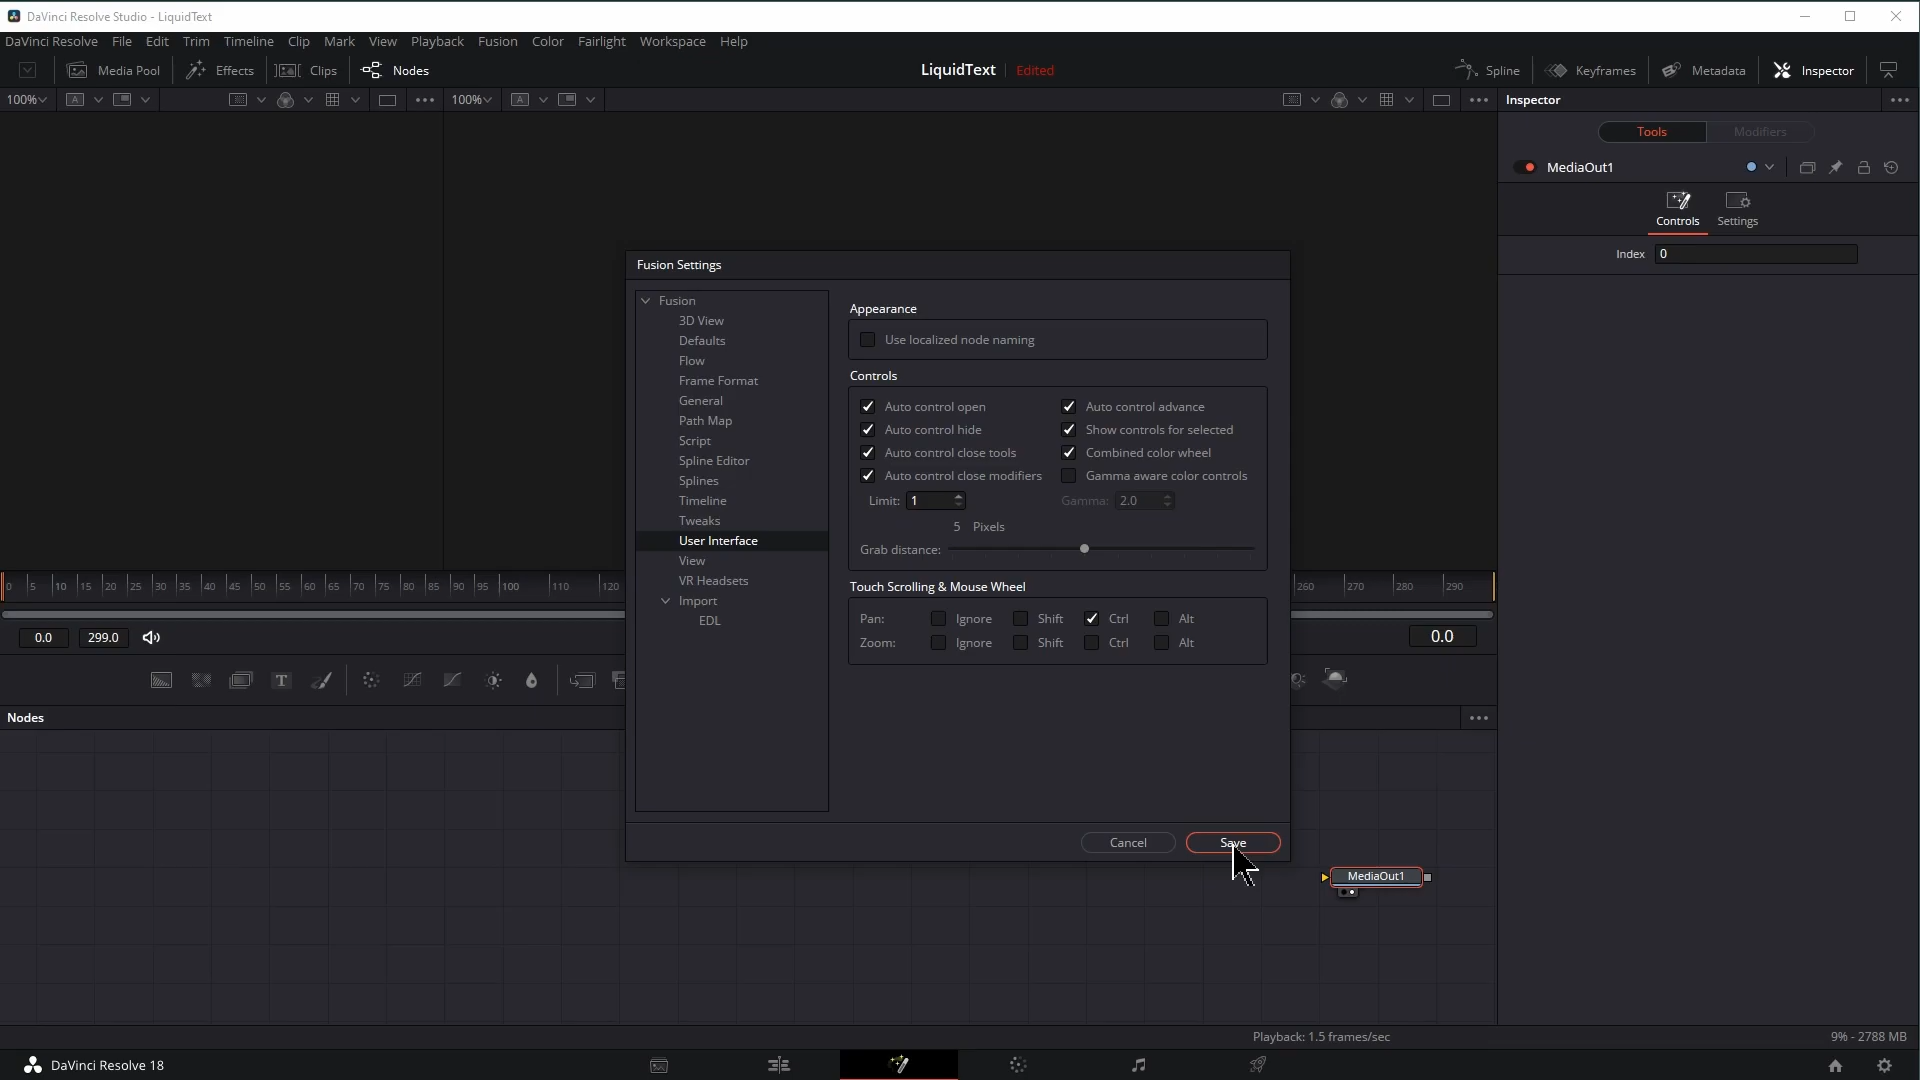 DaVinci Resolve Studio - LiquidText
DaVinci Resolve File Edit Trim Timeline Clip Mark View Playback Fusion Color Fairlight Workspace Help
Media Pool Effects Clips Nodes LiquidText Edited Spline Keyframes Metadata Inspector
100% A 100% A Inspector
Tools Modifiers
MediaOut1
Controls Settings
Index 0
Fusion Settings
Fusion
3D View
Defaults
Flow
Frame Format
General
Path Map
Script
Spline Editor
Splines
Timeline
Tweaks
User Interface
View
VR Headsets
Import
EDL
Appearance
Use localized node naming
Controls
Auto control open Auto control advance
Auto control hide Show controls for selected
Auto control close tools Combined color wheel
Auto control close modifiers Gamma aware color controls
Limit: 1 Gamma: 2.0
5 Pixels
Grab distance:
Touch Scrolling & Mouse Wheel
Pan: Ignore Shift Ctrl Alt
Zoom: Ignore Shift Ctrl Alt
Cancel Save
0 5 10 15 20 25 30 35 40 45 50 55 60 65 70 75 80 85 90 95 100 110 120 260 270 280 290
0.0 299.0 0.0
T
Nodes
MediaOut1
Playback: 1.5 frames/sec 9% - 2788 MB
DaVinci Resolve 18